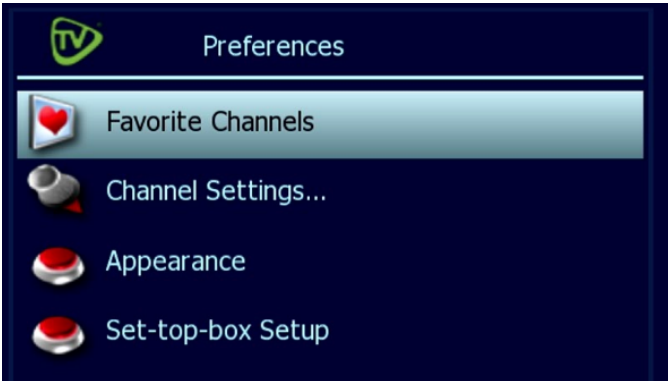 TV
Preferences
Favorite Channels
Channel Settings...
Appearance
Set-top-box Setup